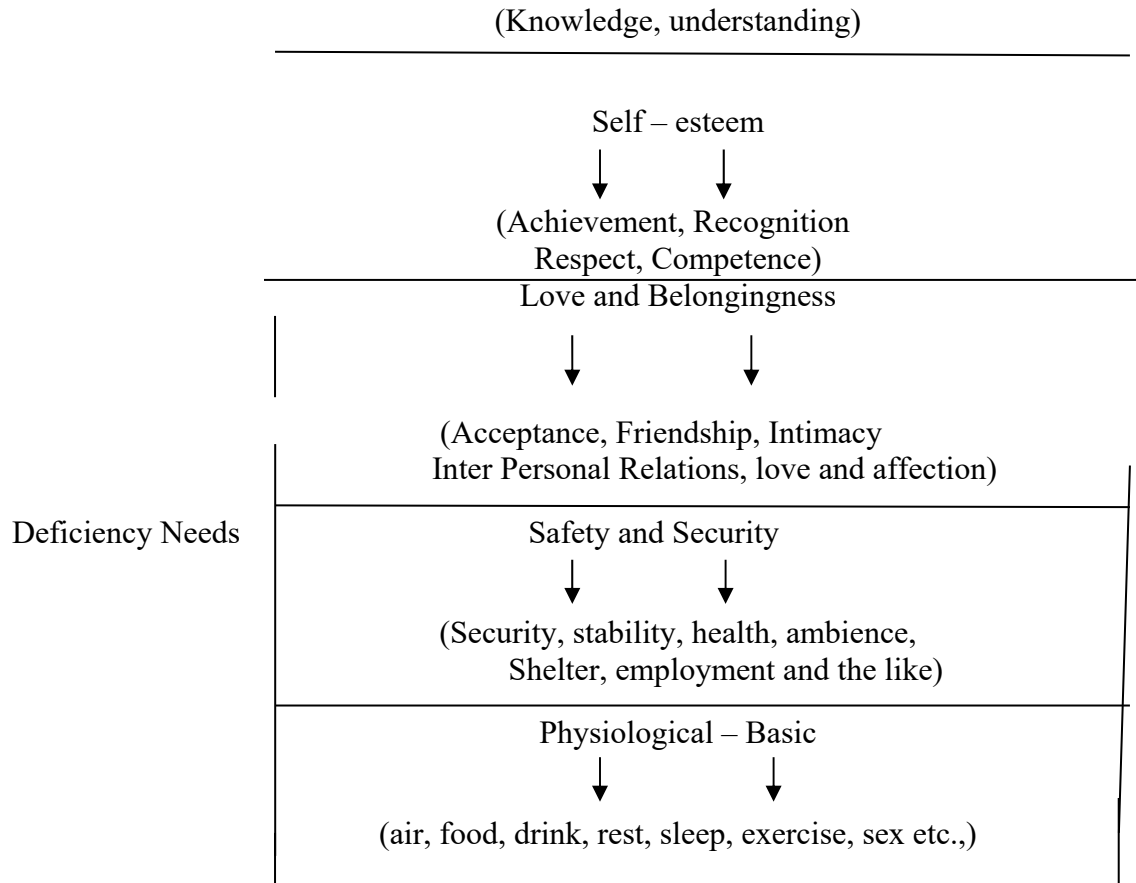 (Knowledge, understanding)
Self – esteem
(Achievement, Recognition
Respect, Competence)
Love and Belongingness
(Acceptance, Friendship, Intimacy
Inter Personal Relations, love and affection)
Deficiency Needs
Safety and Security
(Security, stability, health, ambience,
Shelter, employment and the like)
Physiological – Basic
(air, food, drink, rest, sleep, exercise, sex etc.,)